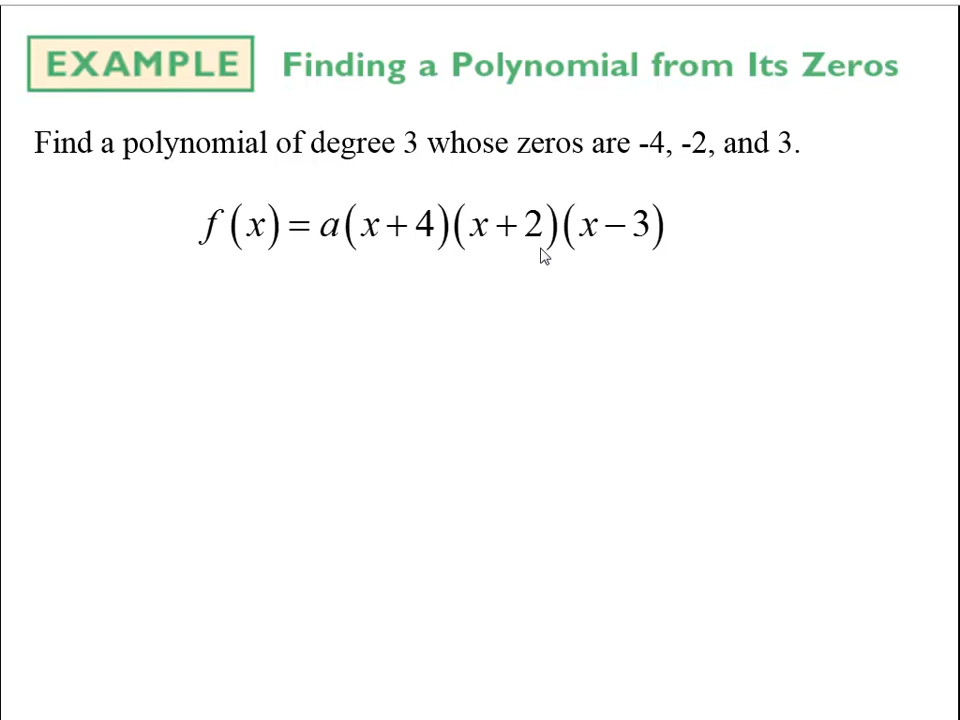 EXAMPLE Finding a Polynomial from Its Zeros
Find a polynomial of degree 3 whose zeros are -4, -2, and 3.
f(x) = a(x + 4)(x + 2)(x − 3)